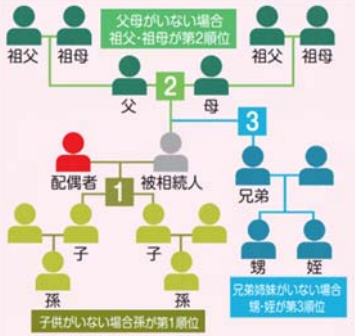 父母がいない場合
祖父・祖母が第2順位
祖父 祖母
祖父 祖母
父 2 母
3
配偶者 1 被相続人
兄弟
子 子
甥 姪
孫 孫
子供がいない場合孫が第1順位
兄弟姉妹がいない場合
甥・姪が第3順位